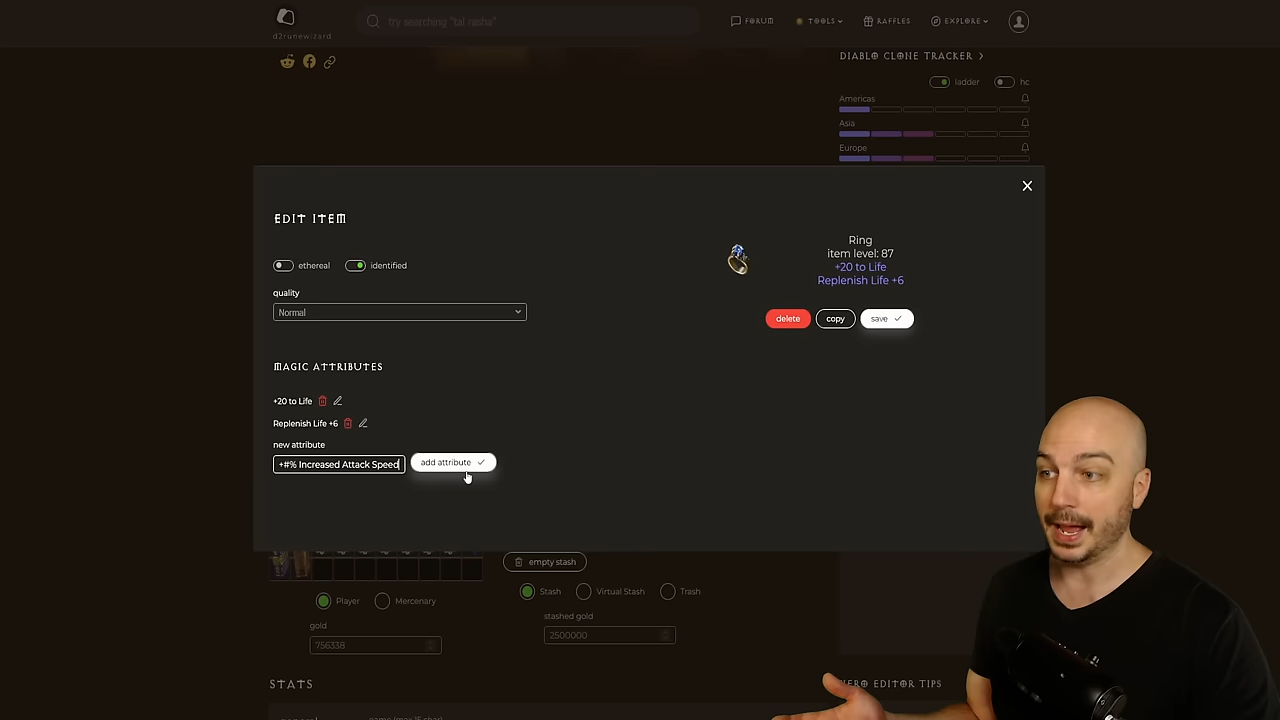 d2runewizard
try searching "tal rasha"
FORUM
TOOLS
RAFFLES
EXPLORE
DIABLO CLONE TRACKER >
ladder
hc
Americas
Asia
Europe
EDIT ITEM
ethereal
identified
quality
Normal
Ring
item level: 87
+20 to Life
Replenish Life +6
delete
copy
save
MAGIC ATTRIBUTES
+20 to Life
Replenish Life +6
new attribute
+#% Increased Attack Speed
add attribute
empty stash
Player
Mercenary
Stash
Virtual Stash
Trash
gold
756338
stashed gold
2500000
STATS
HERO EDITOR TIPS